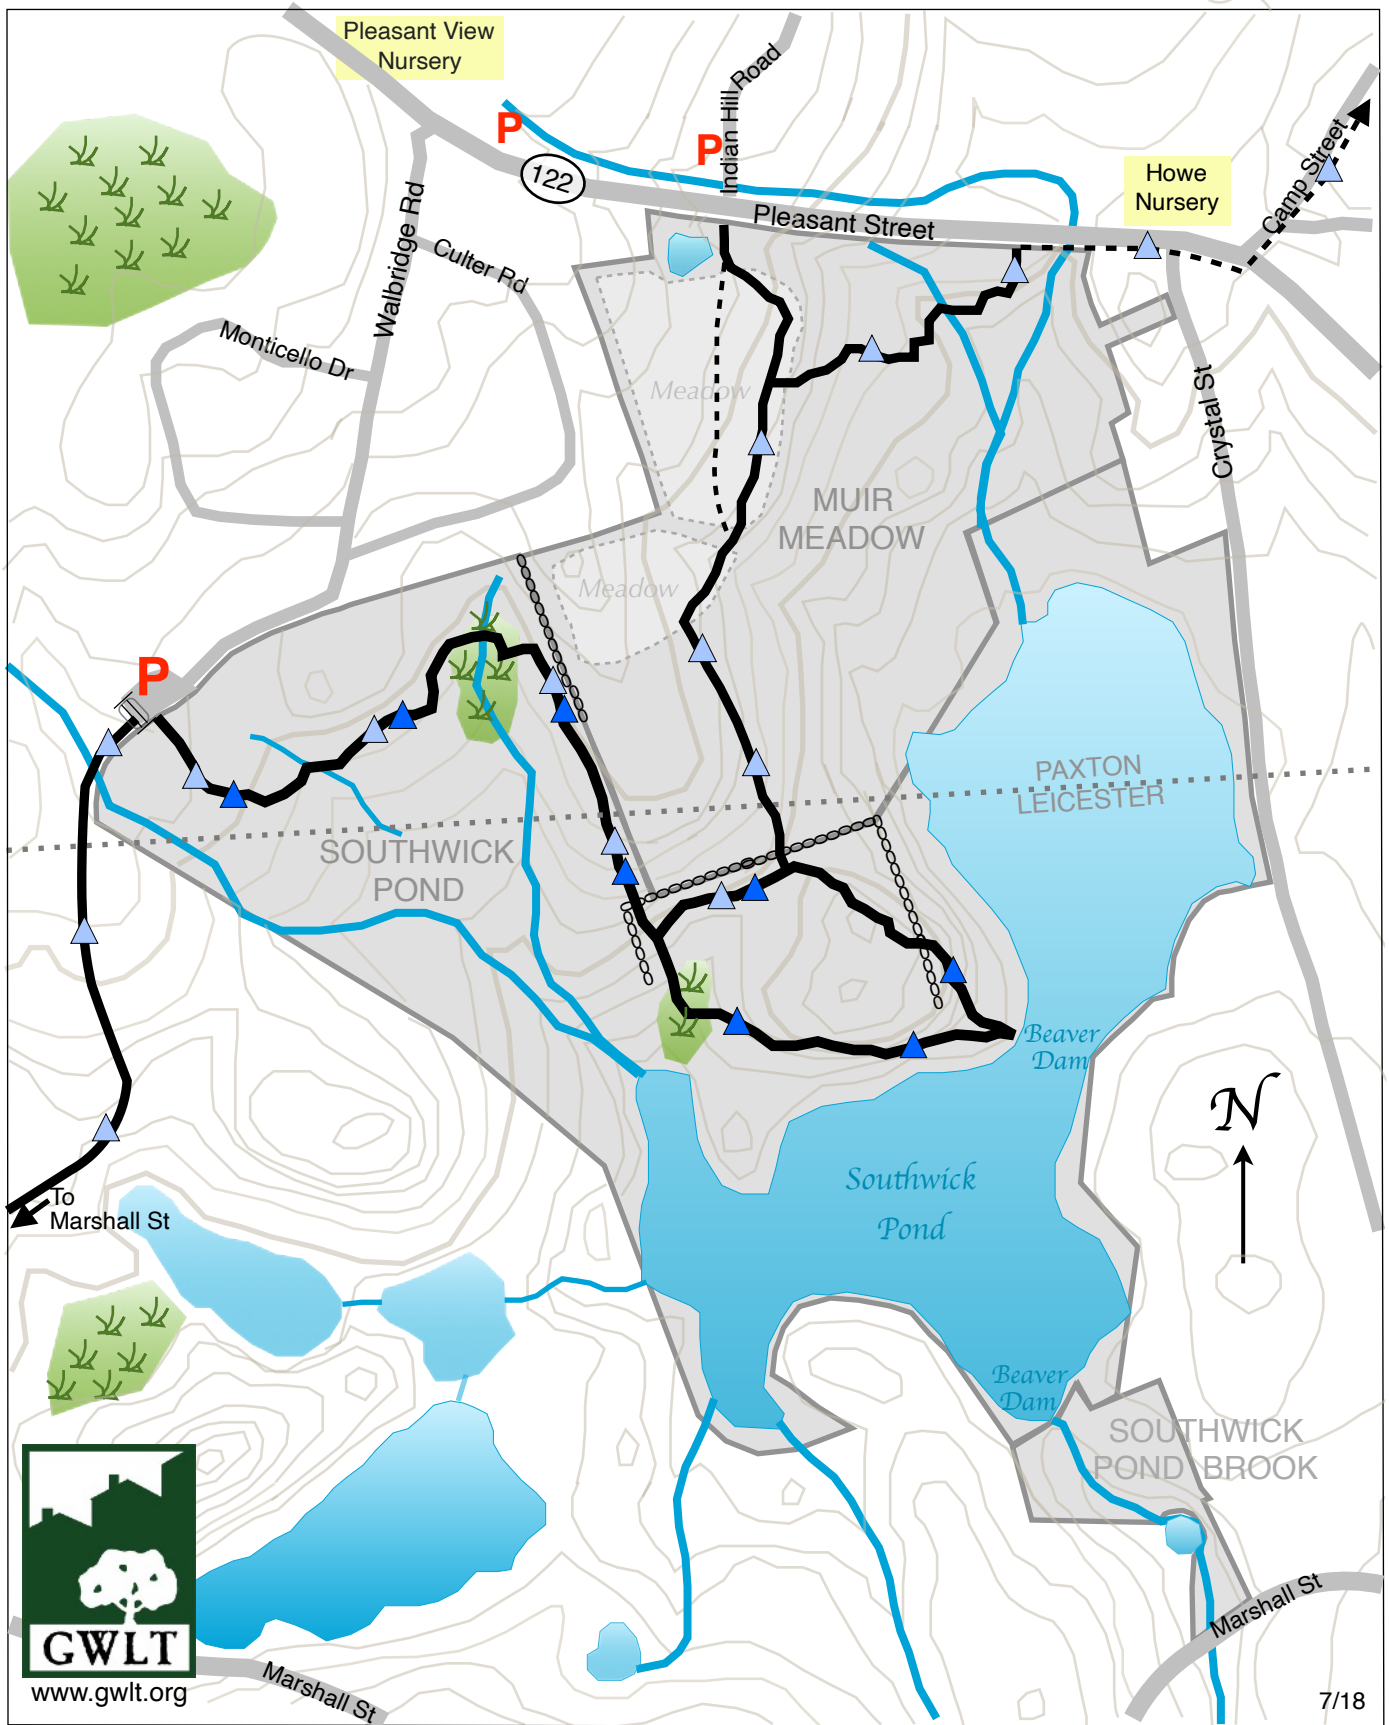 Pleasant View
Nursery
P
P
Indian Hill Road
122
Pleasant Street
Howe
Nursery
Camp Street
Walbridge Rd
Culter Rd
Monticello Dr
Meadow
Crystal St
MUIR
MEADOW
Meadow
P
PAXTON
LEICESTER
SOUTHWICK
POND
Beaver
Dam
N
Southwick
Pond
To
Marshall St
Beaver
Dam
SOUTHWICK
POND BROOK
Marshall St
GWLT
www.gwlt.org
Marshall St
7/18